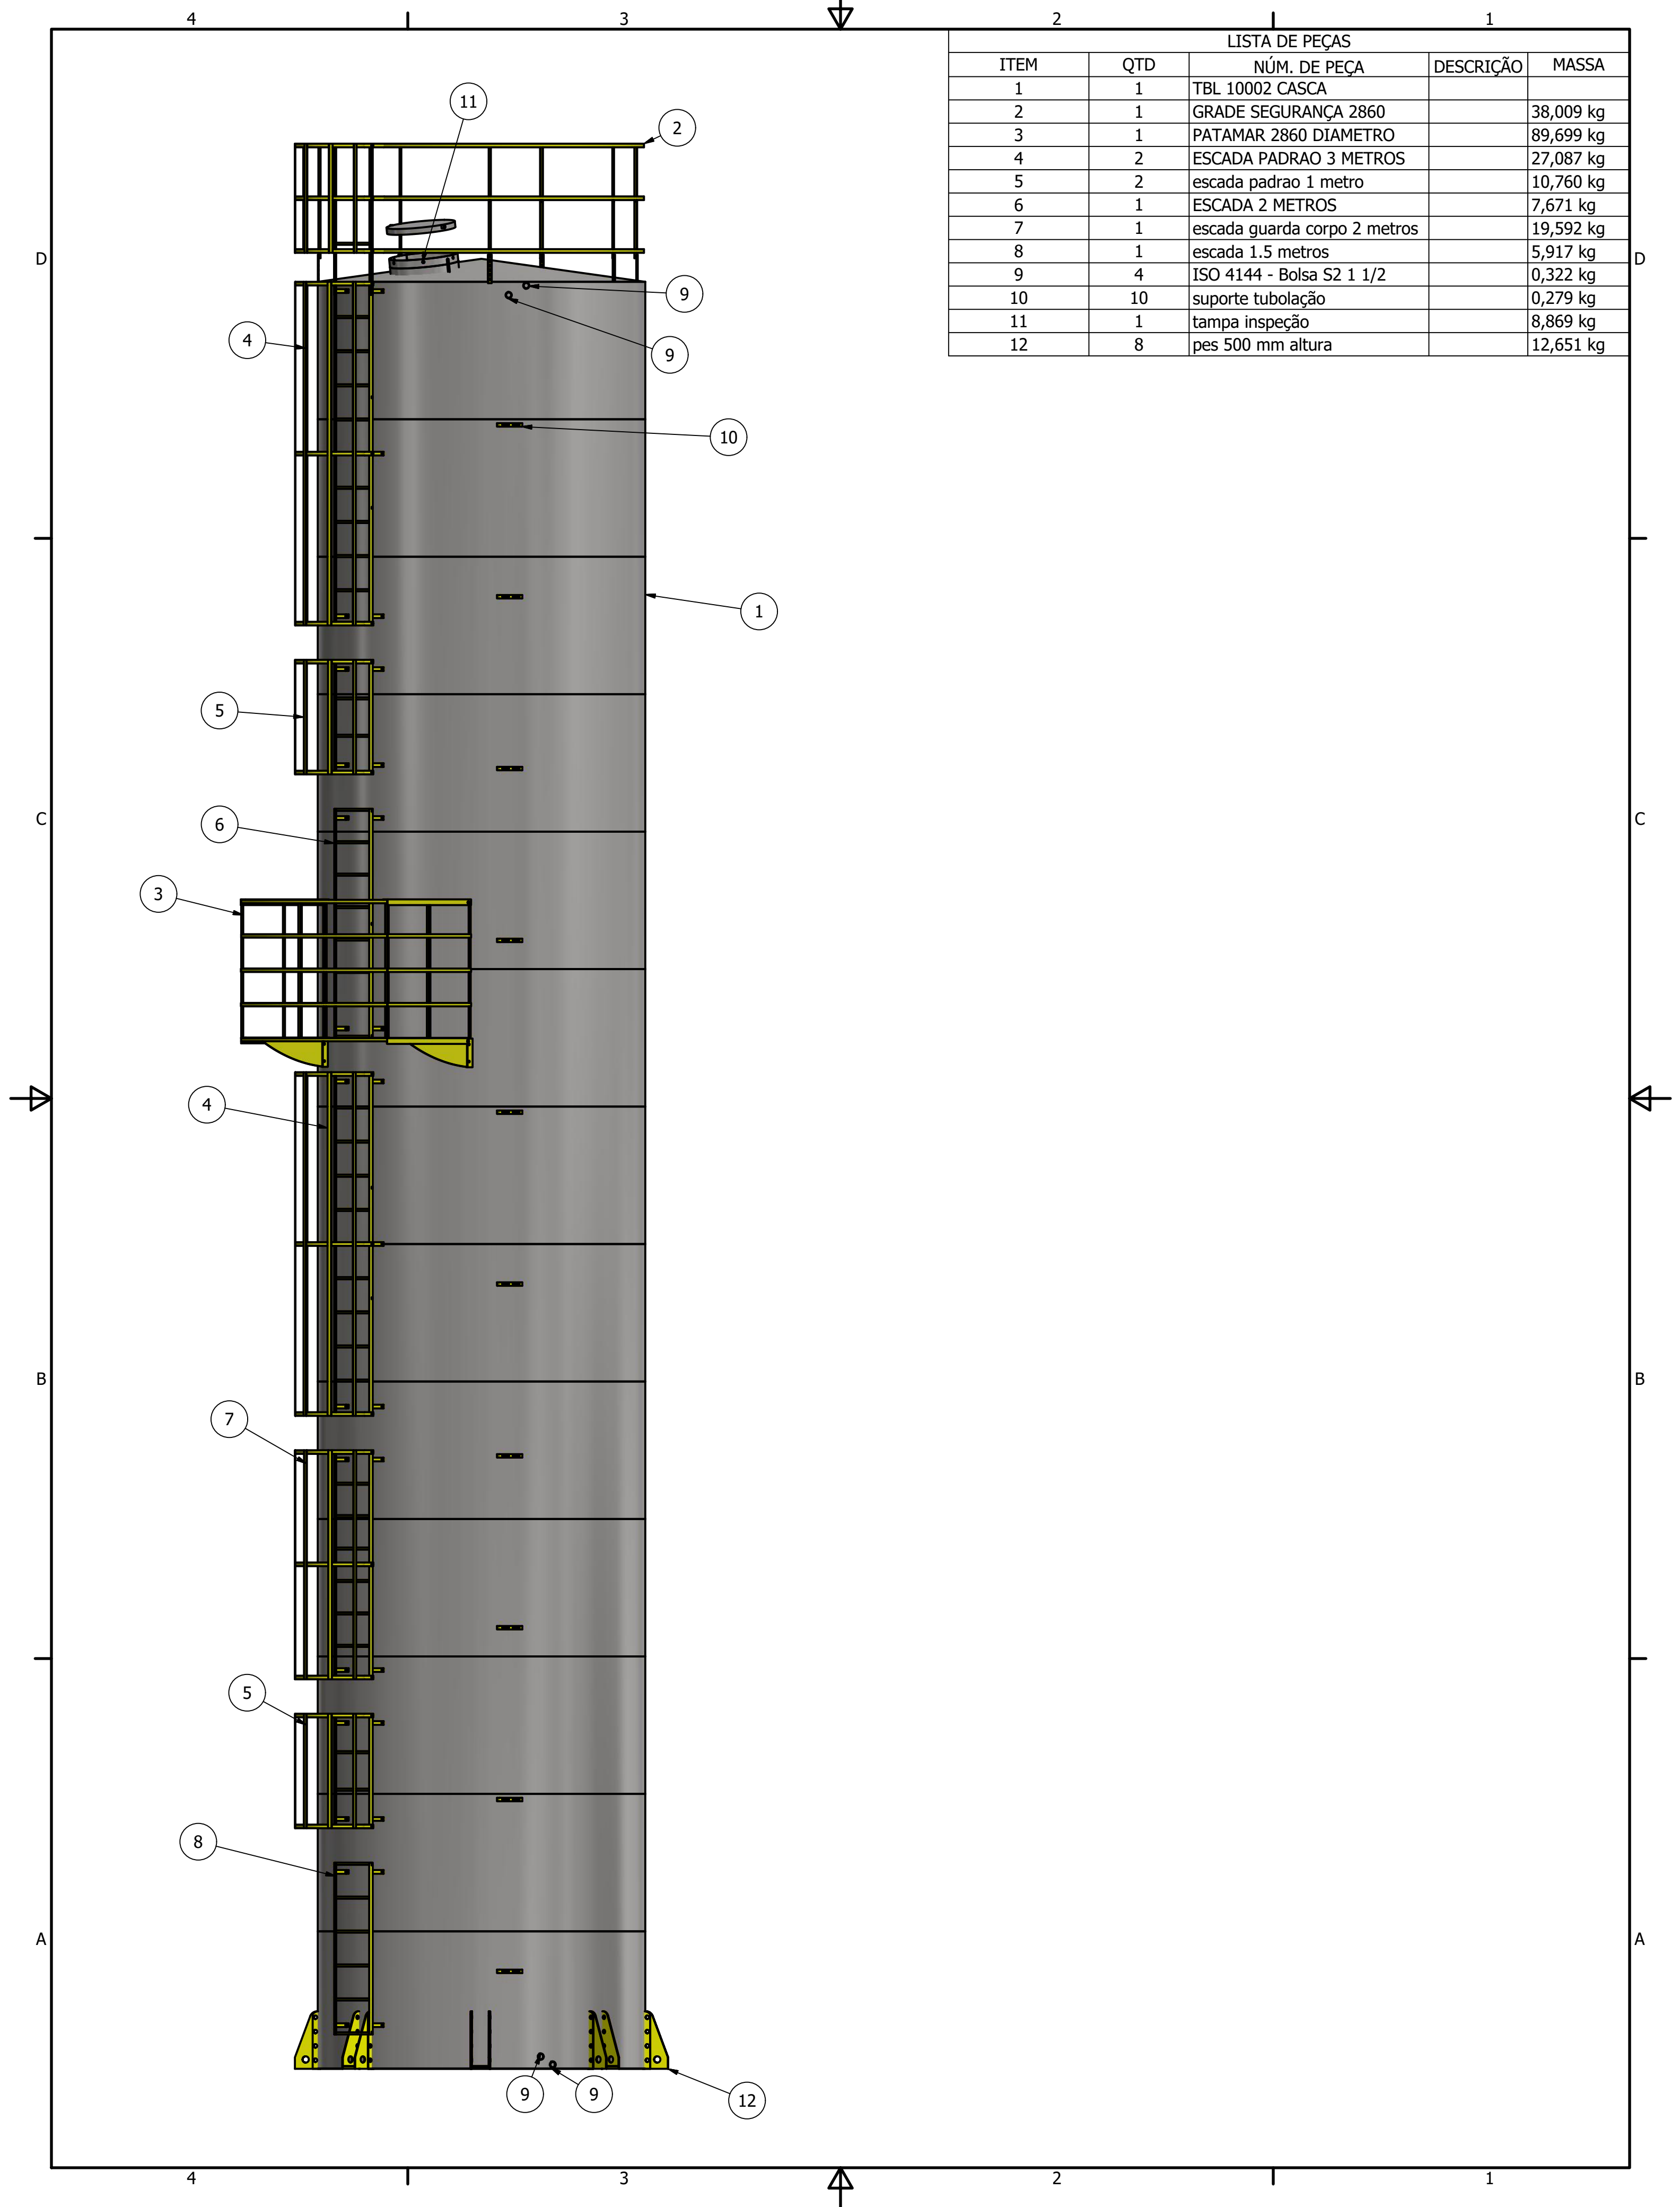 4 3 2 1
LISTA DE PEÇAS
ITEM QTD NÚM. DE PEÇA DESCRIÇÃO MASSA
1 1 TBL 10002 CASCA
2 1 GRADE SEGURANÇA 2860 38,009 kg
3 1 PATAMAR 2860 DIAMETRO 89,699 kg
4 2 ESCADA PADRAO 3 METROS 27,087 kg
5 2 escada padrao 1 metro 10,760 kg
6 1 ESCADA 2 METROS 7,671 kg
7 1 escada guarda corpo 2 metros 19,592 kg
8 1 escada 1.5 metros 5,917 kg
9 4 ISO 4144 - Bolsa S2 1 1/2 0,322 kg
10 10 suporte tubolação 0,279 kg
11 1 tampa inspeção 8,869 kg
12 8 pes 500 mm altura 12,651 kg
11
2
D D
9
4
9
10
1
5
C C
6
3
4
B B
7
5
8
A A
9 9 12
4 3 2 1